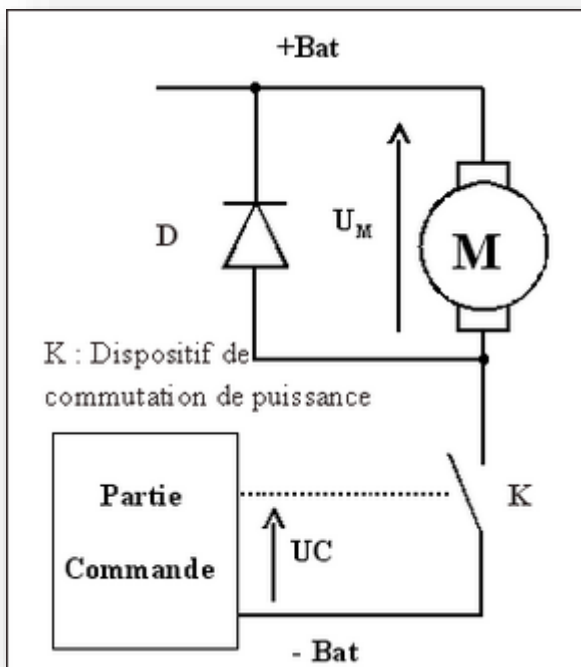 +Bat
D
U_M
M
K : Dispositif de
commutation de puissance
Partie
Commande
UC
K
- Bat